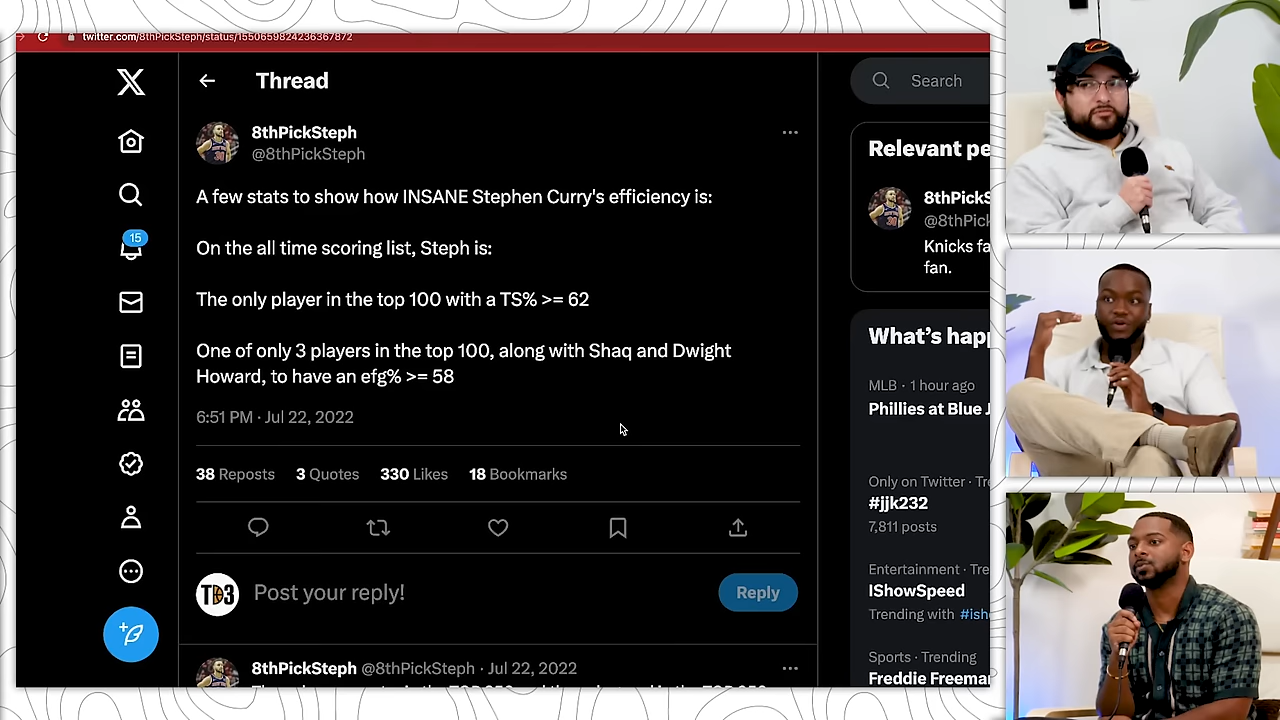 twitter.com/8thPickSteph/status/1550659824236367872
Thread
Search
8thPickSteph
@8thPickSteph
A few stats to show how INSANE Stephen Curry's efficiency is:
On the all time scoring list, Steph is:
The only player in the top 100 with a TS% >= 62
One of only 3 players in the top 100, along with Shaq and Dwight
Howard, to have an efg% >= 58
6:51 PM · Jul 22, 2022
38 Reposts 3 Quotes 330 Likes 18 Bookmarks
TD3
Post your reply!
Reply
8thPickSteph @8thPickSteph · Jul 22, 2022
15
Relevant pe
8thPickS
@8thPick
Knicks fa
fan.
What's hap
MLB · 1 hour ago
Phillies at Blue J
Only on Twitter · Tre
#jjk232
7,811 posts
Entertainment · Tre
IShowSpeed
Trending with #ish
Sports · Trending
Freddie Freema